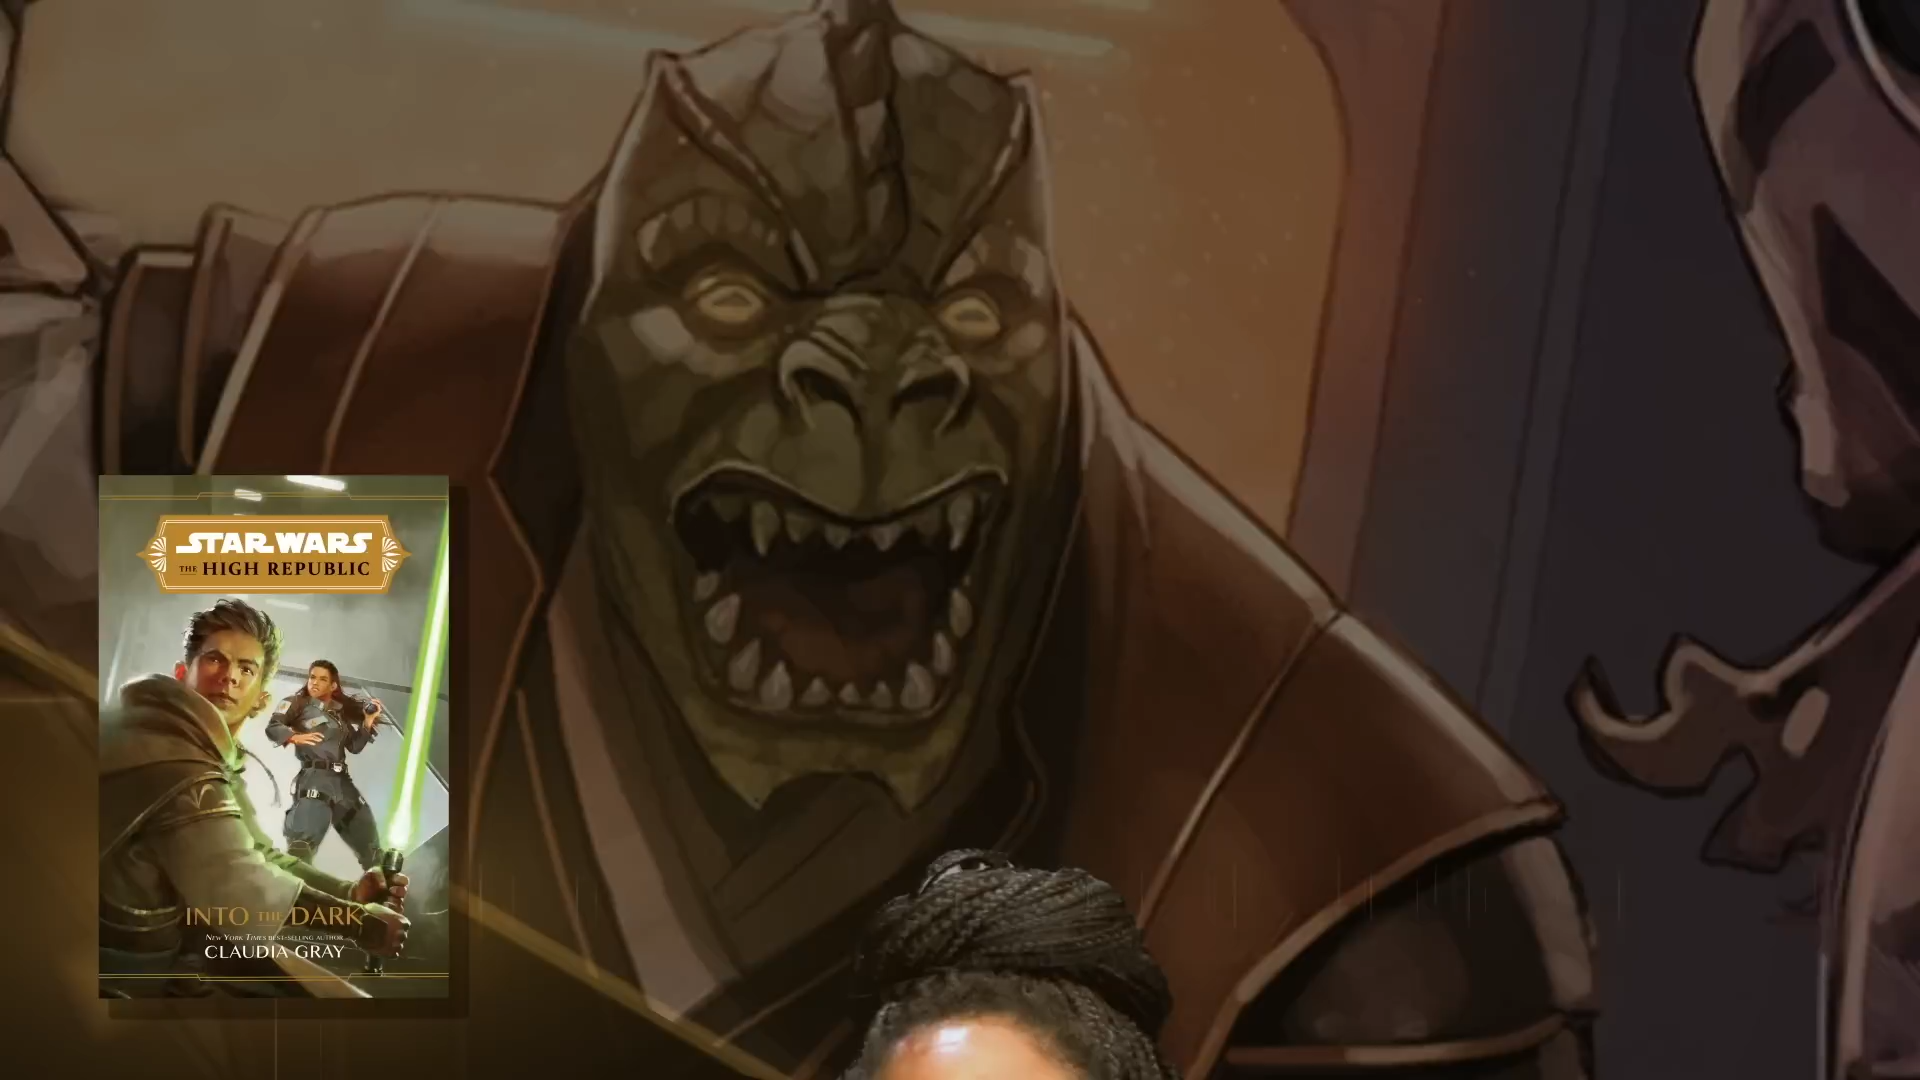 STAR WARS
THE HIGH REPUBLIC
INTO THE DARK
NEW YORK TIMES BEST-SELLING AUTHOR
CLAUDIA GRAY